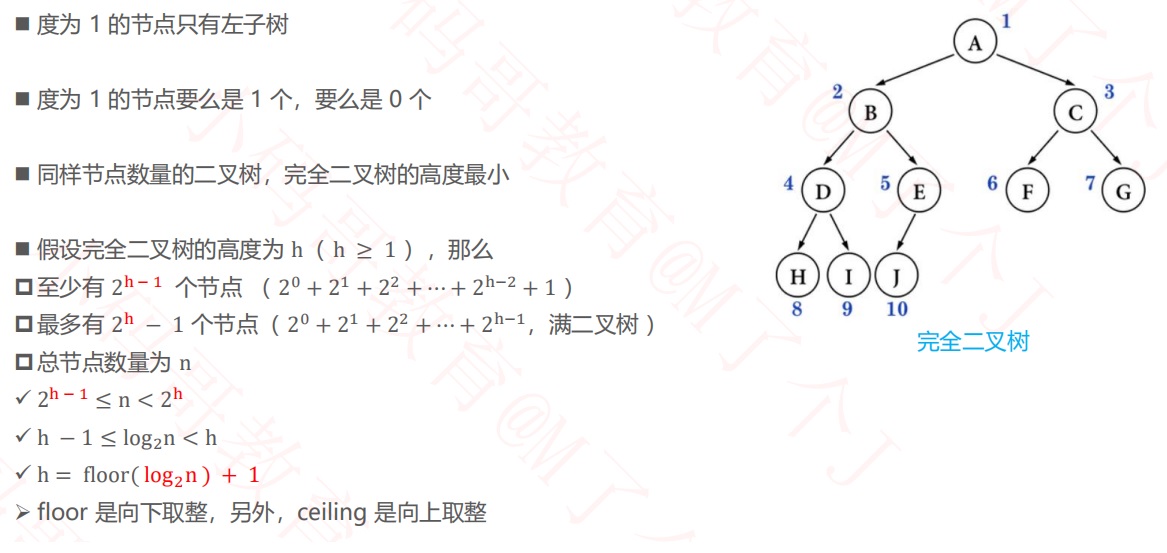 ■ 度为 1 的节点只有左子树
■ 度为 1 的节点要么是 1 个，要么是 0 个
■ 同样节点数量的二叉树，完全二叉树的高度最小
■ 假设完全二叉树的高度为 h（ h ≥ 1 ），那么
至少有 2^{h − 1} 个节点 （ 2^0 + 2^1 + 2^2 + ⋯ + 2^{h−2} + 1 ）
最多有 2^h − 1 个节点（ 2^0 + 2^1 + 2^2 + ⋯ + 2^{h−1}，满二叉树 ）
总节点数量为 n
✓ 2^{h − 1} ≤ n < 2^h
✓ h − 1 ≤ log₂n < h
✓ h = floor( log₂n ) + 1
➢ floor 是向下取整，另外，ceiling 是向上取整
1
A
2
B
3
C
4
D
5
E
6
F
7
G
H
I
J
8
9
10
完全二叉树
小码哥教育@M了个J